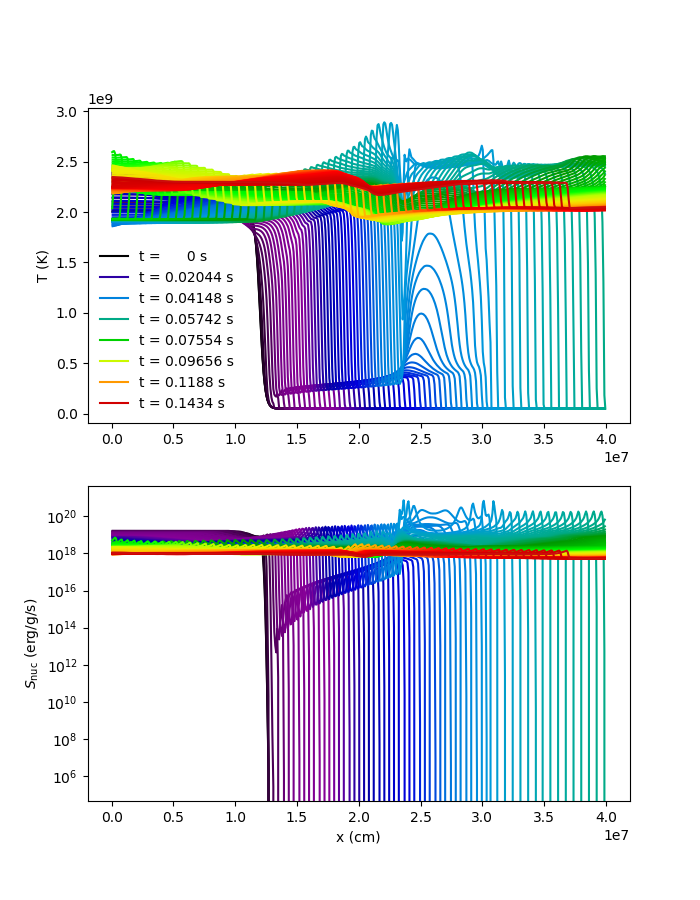 1e9
3.0
2.5
2.0
1.5
1.0
0.5
0.0
T (K)
t =      0 s
t = 0.02044 s
t = 0.04148 s
t = 0.05742 s
t = 0.07554 s
t = 0.09656 s
t = 0.1188 s
t = 0.1434 s
0.0 0.5 1.0 1.5 2.0 2.5 3.0 3.5 4.0
1e7
10^20
10^18
10^16
10^14
10^12
10^10
10^8
10^6
S_nuc (erg/g/s)
0.0 0.5 1.0 1.5 2.0 2.5 3.0 3.5 4.0
1e7
x (cm)